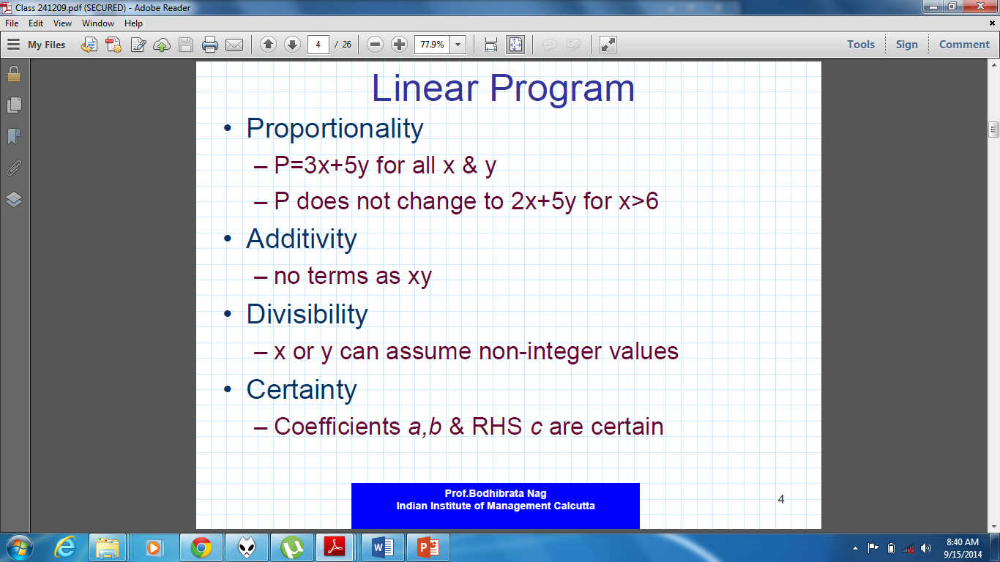 Class 241209.pdf (SECURED) - Adobe Reader
File Edit View Window Help
My Files 4 / 26 77.9% Tools Sign Comment
Linear Program
• Proportionality
– P=3x+5y for all x & y
– P does not change to 2x+5y for x>6
• Additivity
– no terms as xy
• Divisibility
– x or y can assume non-integer values
• Certainty
– Coefficients a,b & RHS c are certain
Prof.Bodhibrata Nag
Indian Institute of Management Calcutta
4
8:40 AM
9/15/2014